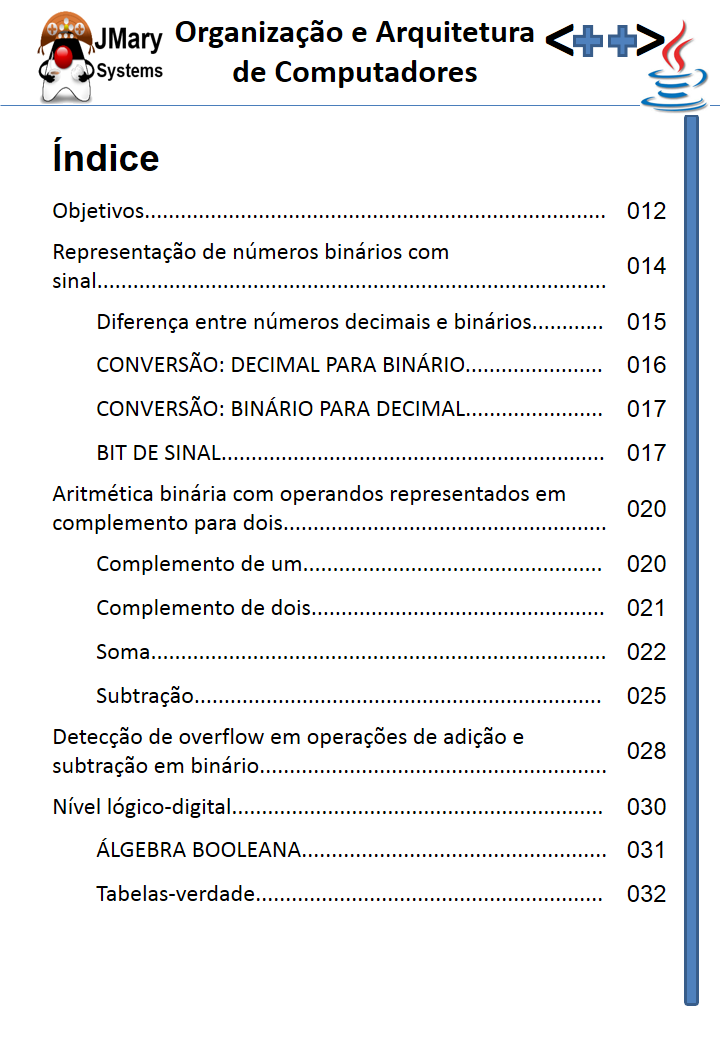 JMary
Systems
Organização e Arquitetura
de Computadores
<++>
Índice
Objetivos............................................................................. 012
Representação de números binários com
sinal..................................................................................... 014
Diferença entre números decimais e binários............ 015
CONVERSÃO: DECIMAL PARA BINÁRIO....................... 016
CONVERSÃO: BINÁRIO PARA DECIMAL....................... 017
BIT DE SINAL................................................................ 017
Aritmética binária com operandos representados em
complemento para dois...................................................... 020
Complemento de um.................................................. 020
Complemento de dois................................................. 021
Soma............................................................................ 022
Subtração.................................................................... 025
Detecção de overflow em operações de adição e
subtração em binário.......................................................... 028
Nível lógico-digital.............................................................. 030
ÁLGEBRA BOOLEANA................................................... 031
Tabelas-verdade.......................................................... 032